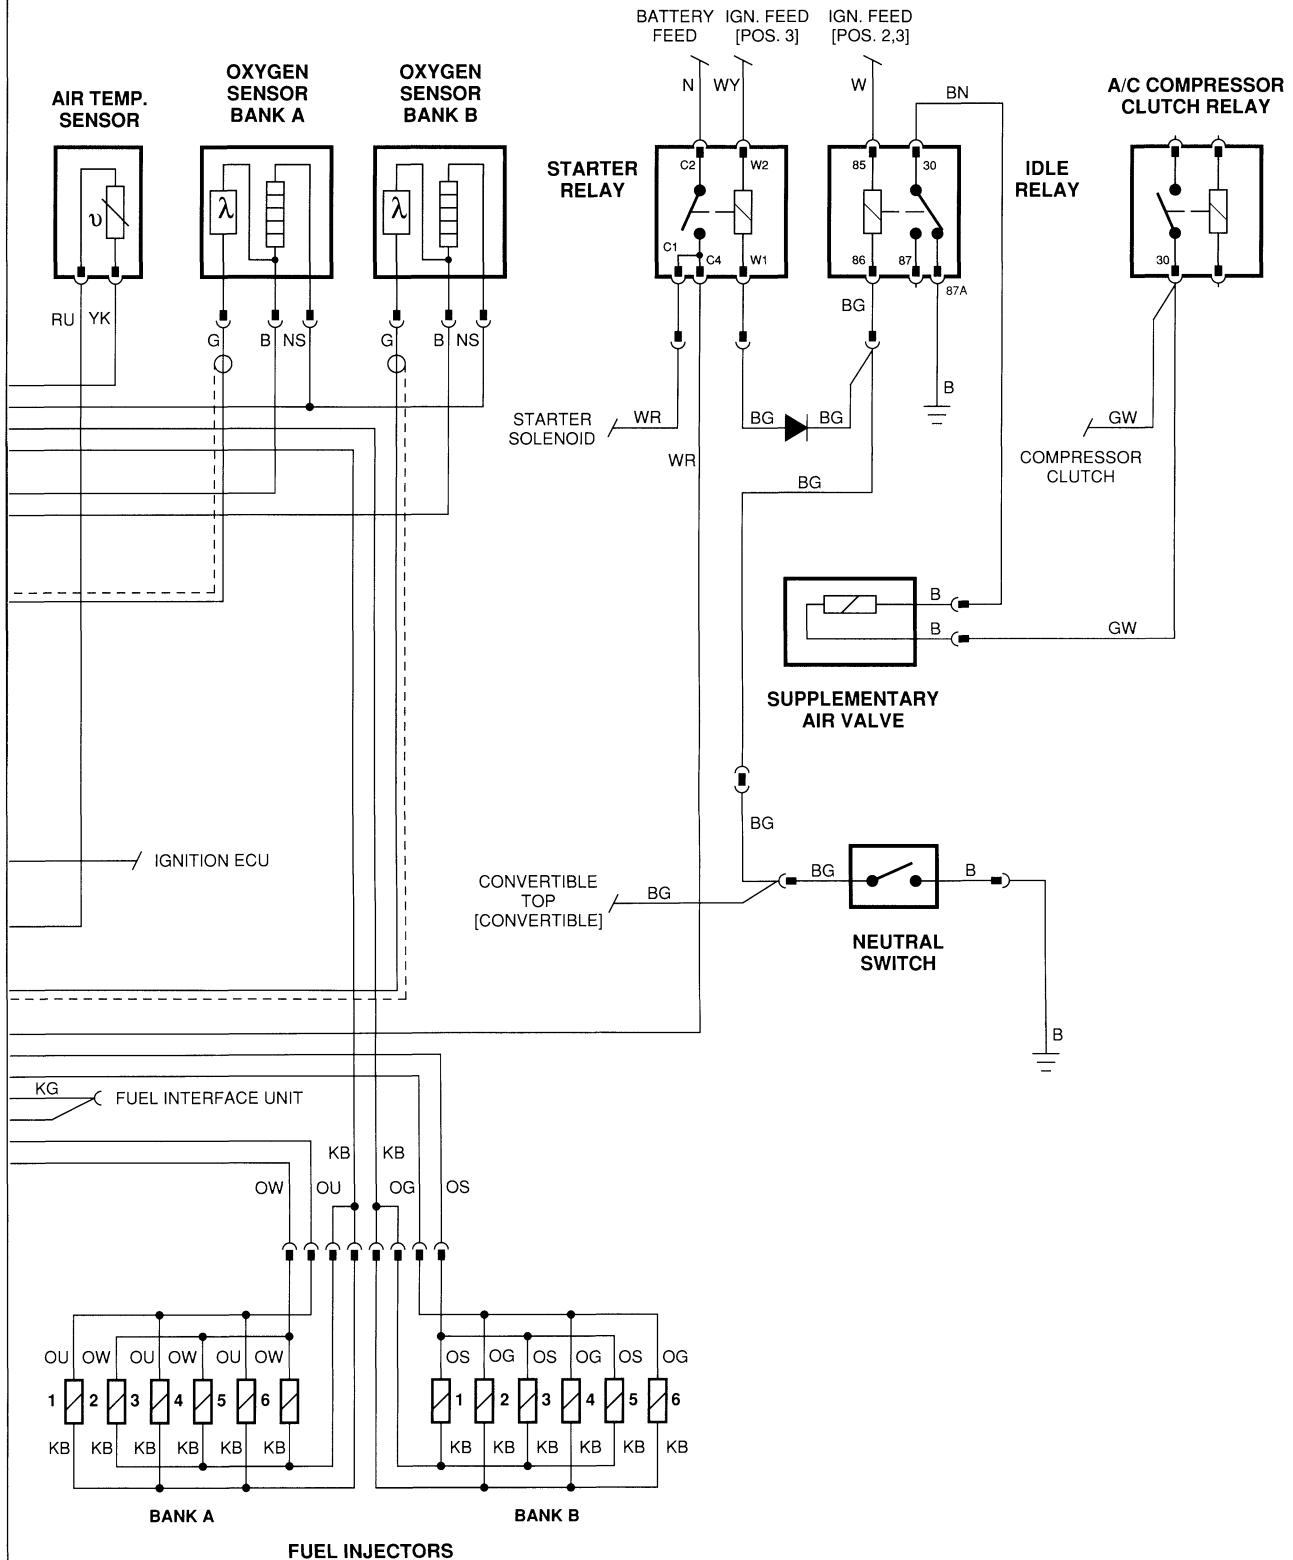 BATTERY
FEED
IGN. FEED
[POS. 3]
IGN. FEED
[POS. 2,3]
AIR TEMP.
SENSOR
OXYGEN
SENSOR
BANK A
OXYGEN
SENSOR
BANK B
N
WY
W
BN
A/C COMPRESSOR
CLUTCH RELAY
STARTER
RELAY
IDLE
RELAY
C2
W2
85
30
υ
λ
λ
C1
C4
W1
86
87
87A
30
RU
YK
G
B
NS
G
B
NS
BG
B
STARTER
SOLENOID
WR
WR
BG
BG
BG
GW
COMPRESSOR
CLUTCH
B
B
GW
SUPPLEMENTARY
AIR VALVE
BG
IGNITION ECU
CONVERTIBLE
TOP
[CONVERTIBLE]
BG
BG
B
NEUTRAL
SWITCH
B
KG
FUEL INTERFACE UNIT
KB
KB
OW
OU
OG
OS
OU
OW
OU
OW
OU
OW
OS
OG
OS
OG
OS
OG
1
2
3
4
5
6
1
2
3
4
5
6
KB
KB
KB
KB
KB
KB
KB
KB
KB
KB
KB
KB
BANK A
BANK B
FUEL INJECTORS